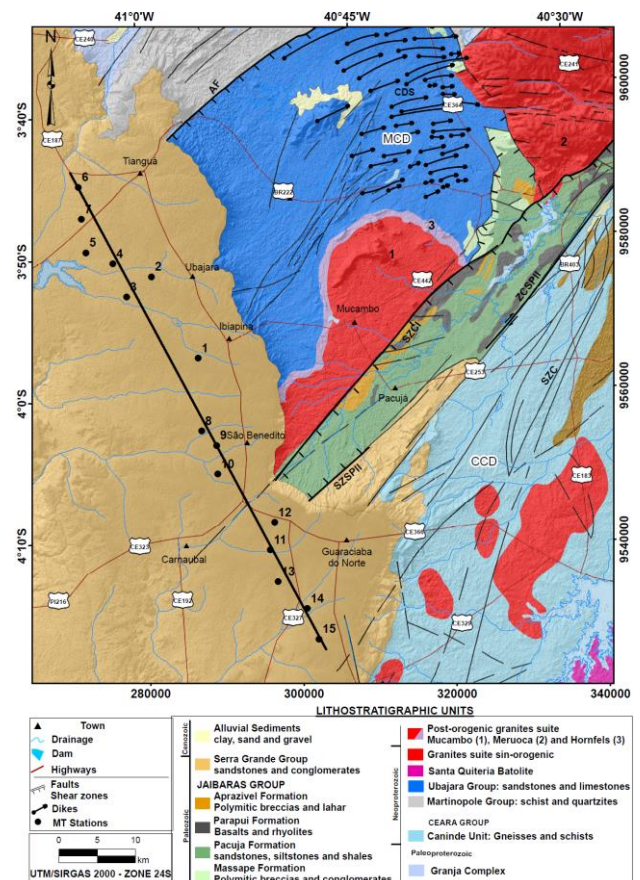 41°0'W 40°45'W 40°30'W
N
CE240
CE241
9600000
AF
CDS
CE364
3°40'S
CE187
MCD
2
Tianguá
6
BR222
7
3
9580000
5
4
1
BR403
3°50'S
2
Ubajara
CE442
ZCSPII
3
Mucambo
Ibiapina
SZCI
1
CE253
SZC
9560000
4°0'S
Pacujá
8
9
São Benedito
SZSPII
CCD
10
CE183
12
CE366
9540000
4°10'S
CE323
11
Guaraciaba
do Norte
Carnaubal
13
PI216
CE192
14
CE327
CE329
15
280000 300000 320000 340000
LITHOSTRATIGRAPHIC UNITS
Town
Drainage
Dam
Highways
Faults
Shear zones
Dikes
MT Stations
0 5 10
km
UTM/SIRGAS 2000 - ZONE 24S
Cenozoic
Alluvial Sediments
clay, sand and gravel
Paleozoic
Serra Grande Group
sandstones and conglomerates
JAIBARAS GROUP
Aprazivel Formation
Polymitic breccias and lahar
Parapui Formation
Basalts and rhyolites
Pacuja Formation
sandstones, siltstones and shales
Massape Formation
Polymitic breccias and conglomerates
Neoproterozoic
Post-orogenic granites suite
Mucambo (1), Meruoca (2) and Hornfels (3)
Granites suite sin-orogenic
Santa Quiteria Batolite
Ubajara Group: sandstones and limestones
Martinopole Group: schist and quartzites
CEARA GROUP
Caninde Unit: Gneisses and schists
Paleoproterozoic
Granja Complex